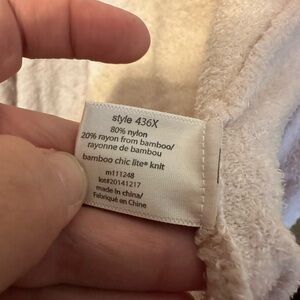 style 436X
80% nylon
20% rayon from bamboo/
rayonne de bambou
bamboo chic lite® knit
m111248
lot#20141217
made in china/
Fabriqué en Chine